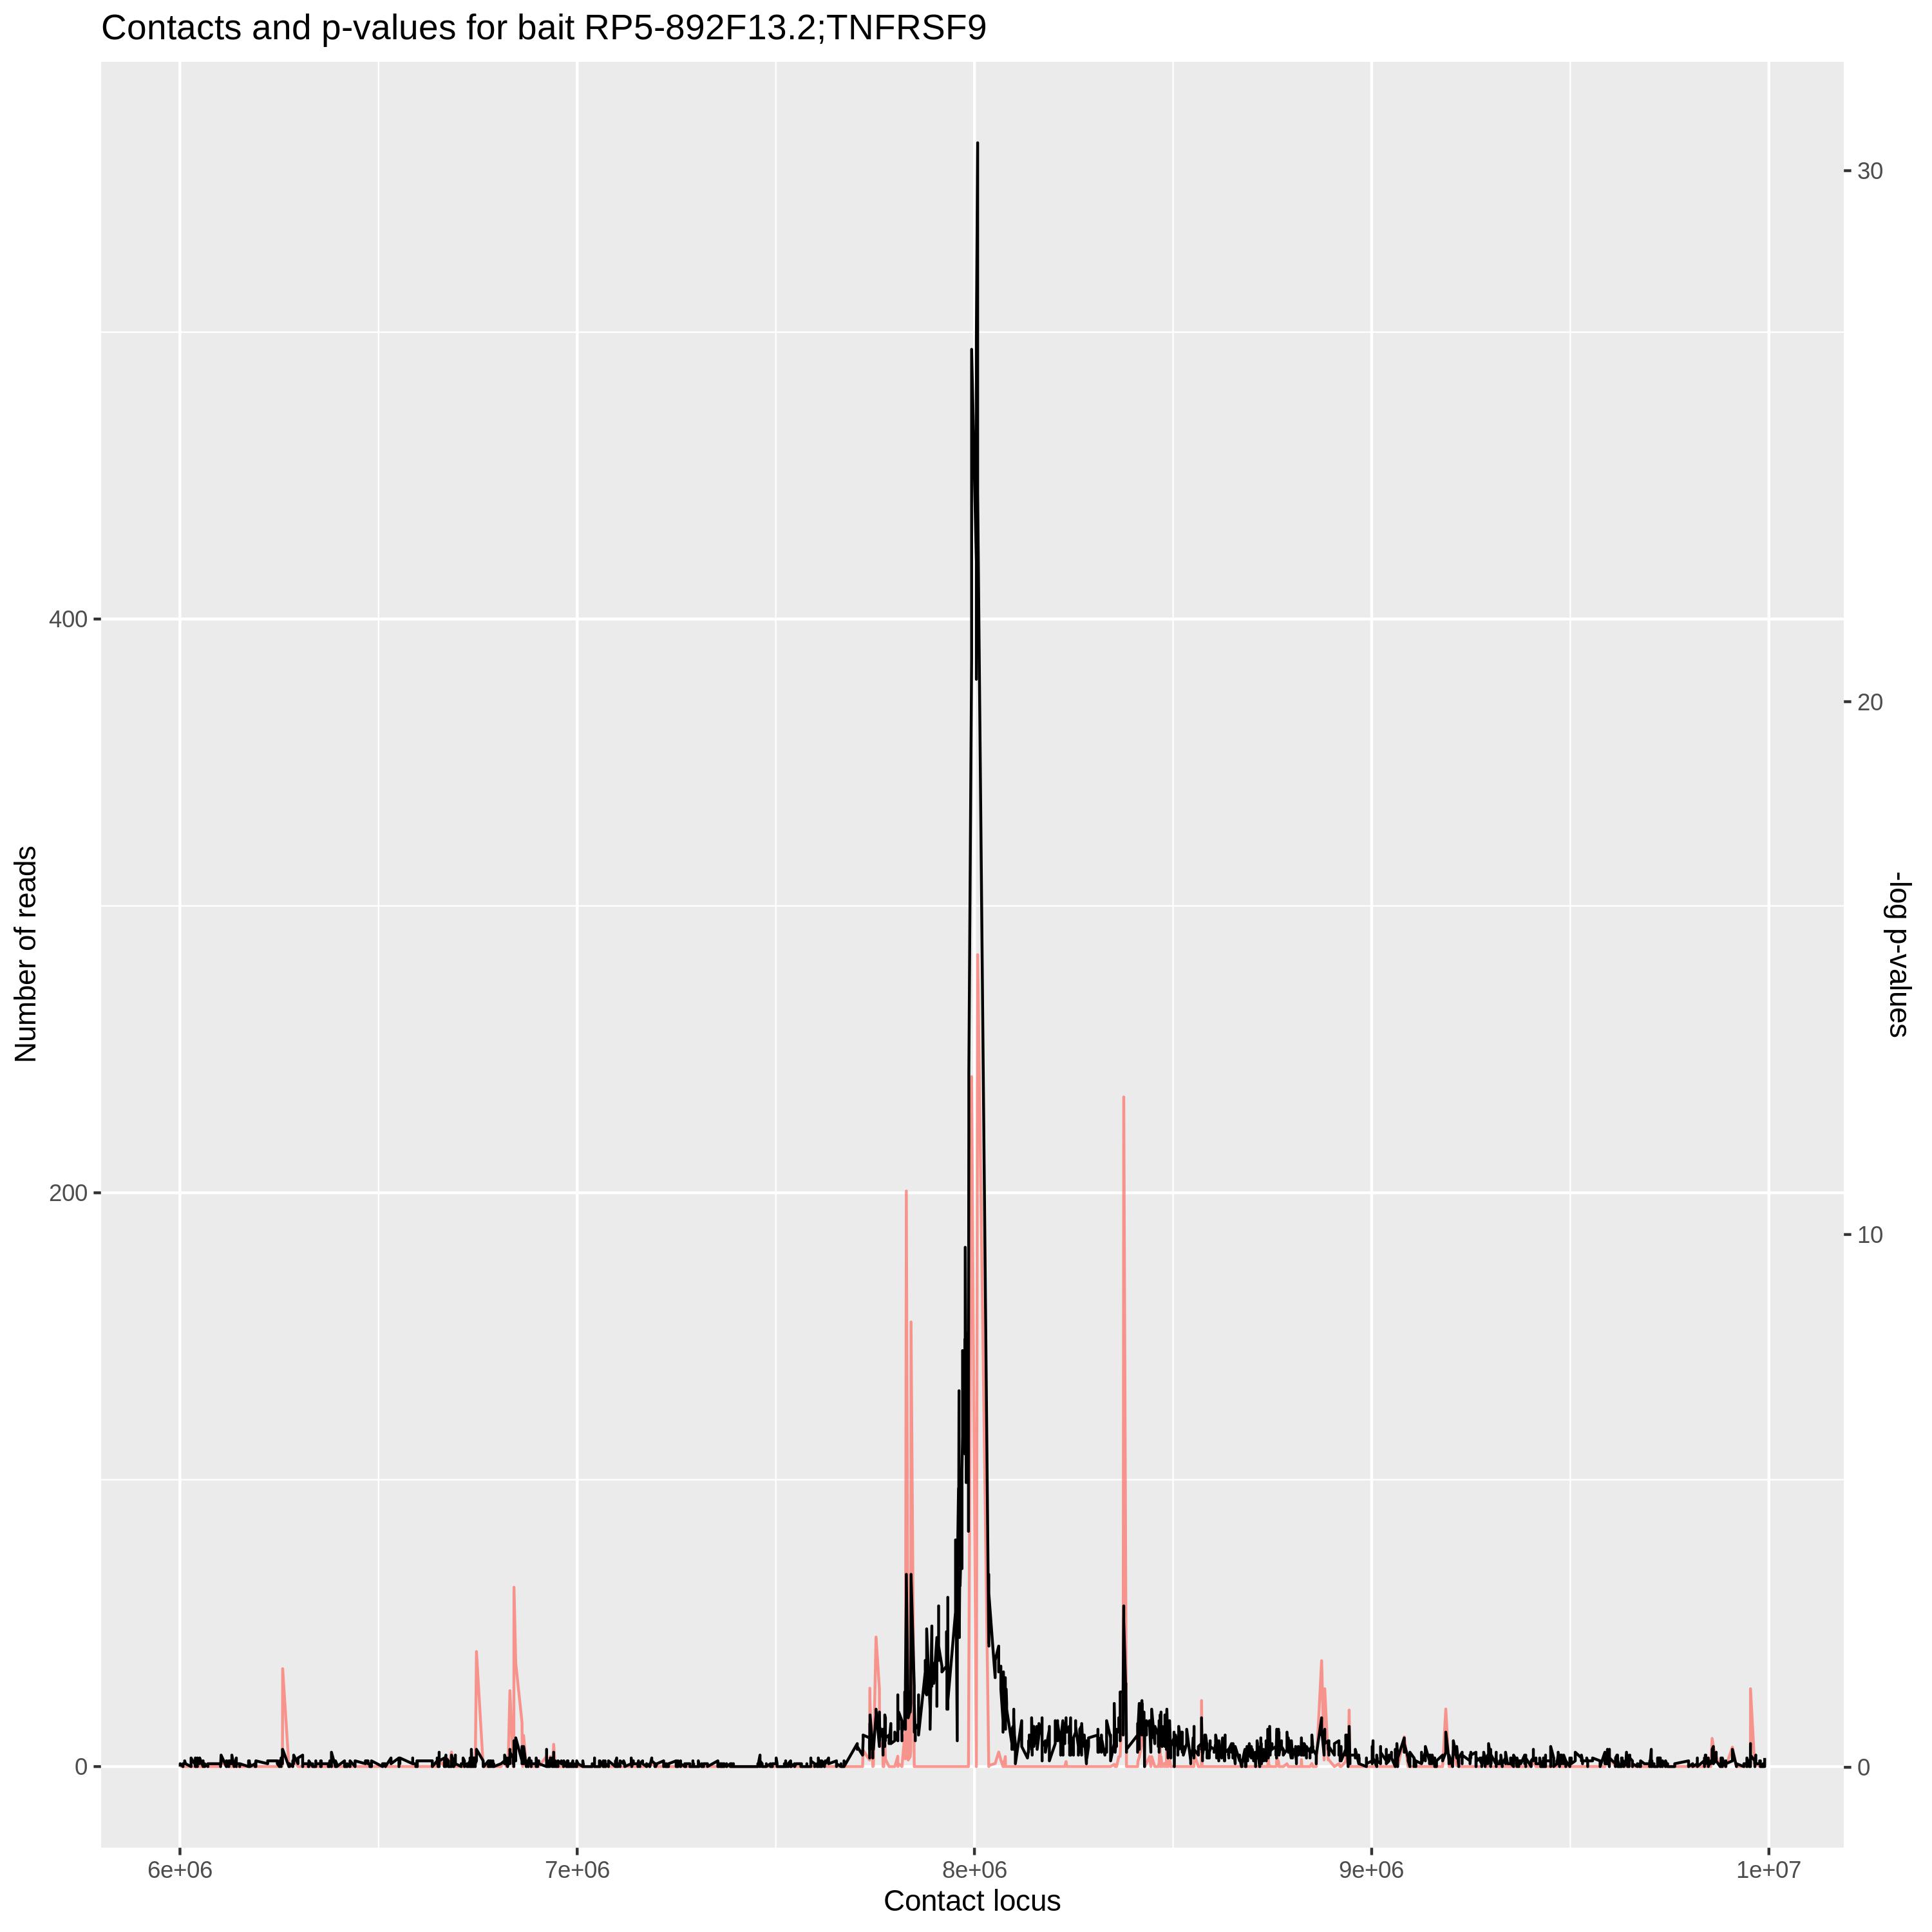 Contacts and p-values for bait RP5-892F13.2;TNFRSF9
Number of reads
400
200
0
30
20
10
0
-log p-values
6e+06 7e+06 8e+06 9e+06 1e+07
Contact locus